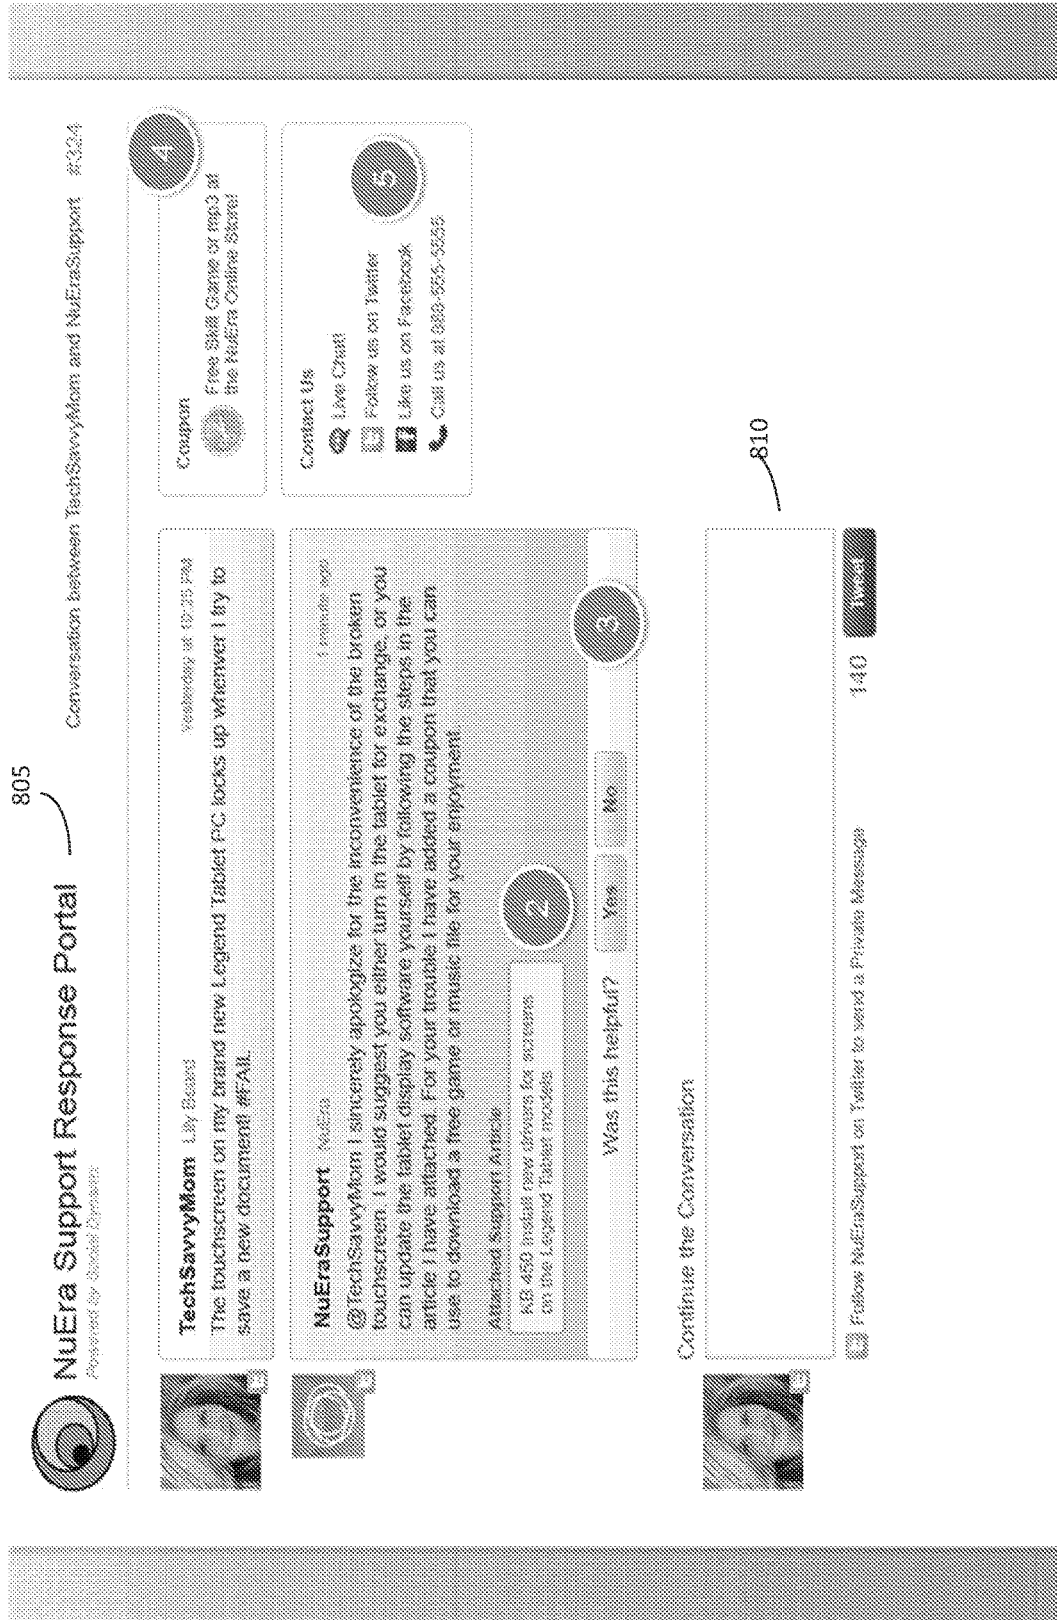 805
NuEra Support Response Portal
Powered by Social Dynamx
Conversation between TechSavvyMom and NuEraSupport #324
TechSavvyMom Lily Beard
Yesterday at 10:35 PM
The touchscreen on my brand new Legend Tablet PC locks up whenver I try to
save a new document! #FAIL
NuEraSupport NuEra
1 minute ago
@TechSavvyMom I sincerely apologize for the inconvenience of the broken
touchscreen. I would suggest you either turn in the tablet for exchange, or you
can update the tablet display software yourself by following the steps in the
article I have attached. For your trouble I have added a coupon that you can
use to download a free game or music file for your enjoyment.
Attached Support Article
KB 450 Install new drivers for screens
on the Legend Tablet models
2
Was this helpful?
Yes
No
3
Coupon
Free Skill Game or mp3 at
the NuEra Online Store!
4
Contact Us
Live Chat!
Follow us on Twitter
Like us on Facebook
Call us at 888-555-5555
5
Continue the Conversation
810
Follow NuEraSupport on Twitter to send a Private Message
140
Tweet